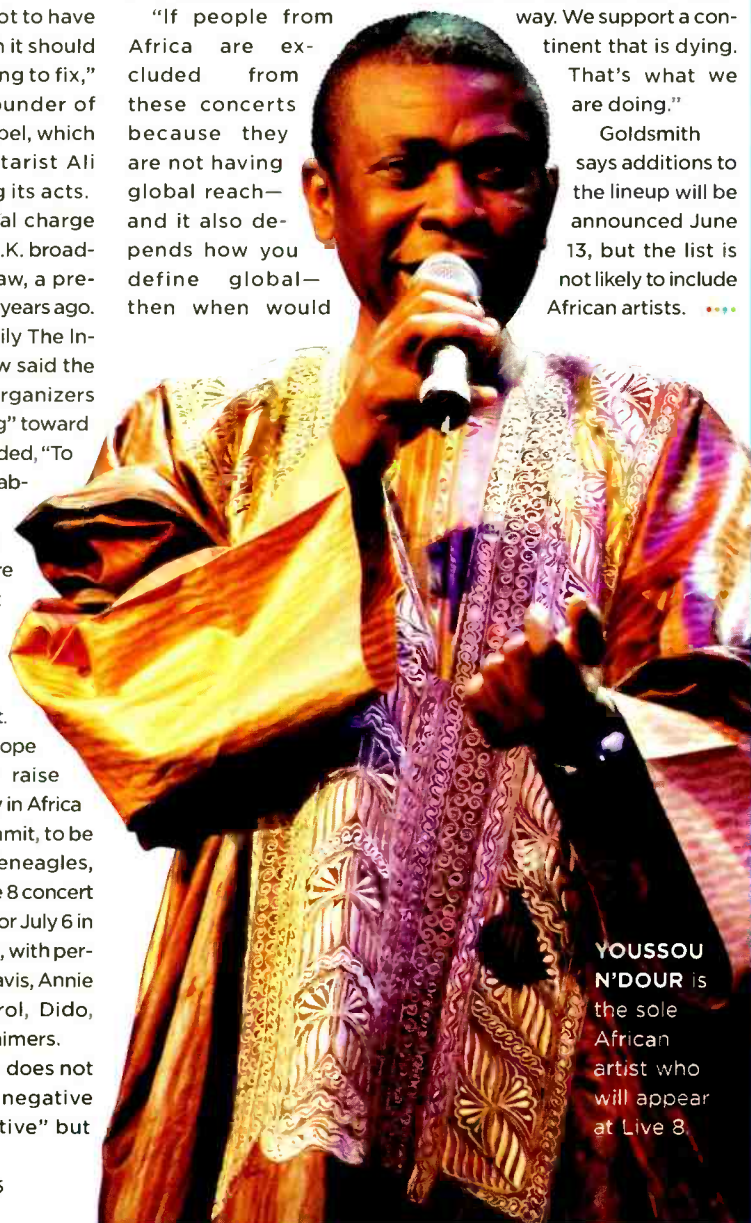 ot to have
n it should
ng to fix,"
ounder of
pel, which
tarist Ali
g its acts.
al charge
.K. broad-
aw, a pre-
years ago.
ily The In-
w said the
organizers
g" toward
ded, "To
ab-
re
t.
ope
raise
y in Africa
mmit, to be
eneagles,
e 8 concert
or July 6 in
, with per-
avis, Annie
rol, Dido,
aimers.
does not
negative
tive" but
"If people from
Africa are ex-
cluded from
these concerts
because they
are not having
global reach—
and it also de-
pends how you
define global—
then when would
way. We support a con-
tinent that is dying.
That's what we
are doing."
Goldsmith
says additions to
the lineup will be
announced June
13, but the list is
not likely to include
African artists.
YOUSSOU
N'DOUR is
the sole
African
artist who
will appear
at Live 8.